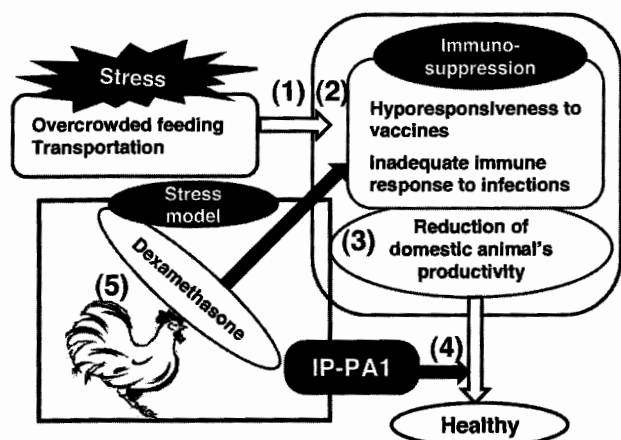 Stress
Overcrowded feeding
Transportation
(1)
(2)
Immuno-
suppression
Hyporesponsiveness to
vaccines
Inadequate immune
response to infections
(3)
Reduction of
domestic animal's
productivity
Stress
model
Dexamethasone
(5)
IP-PA1
(4)
Healthy